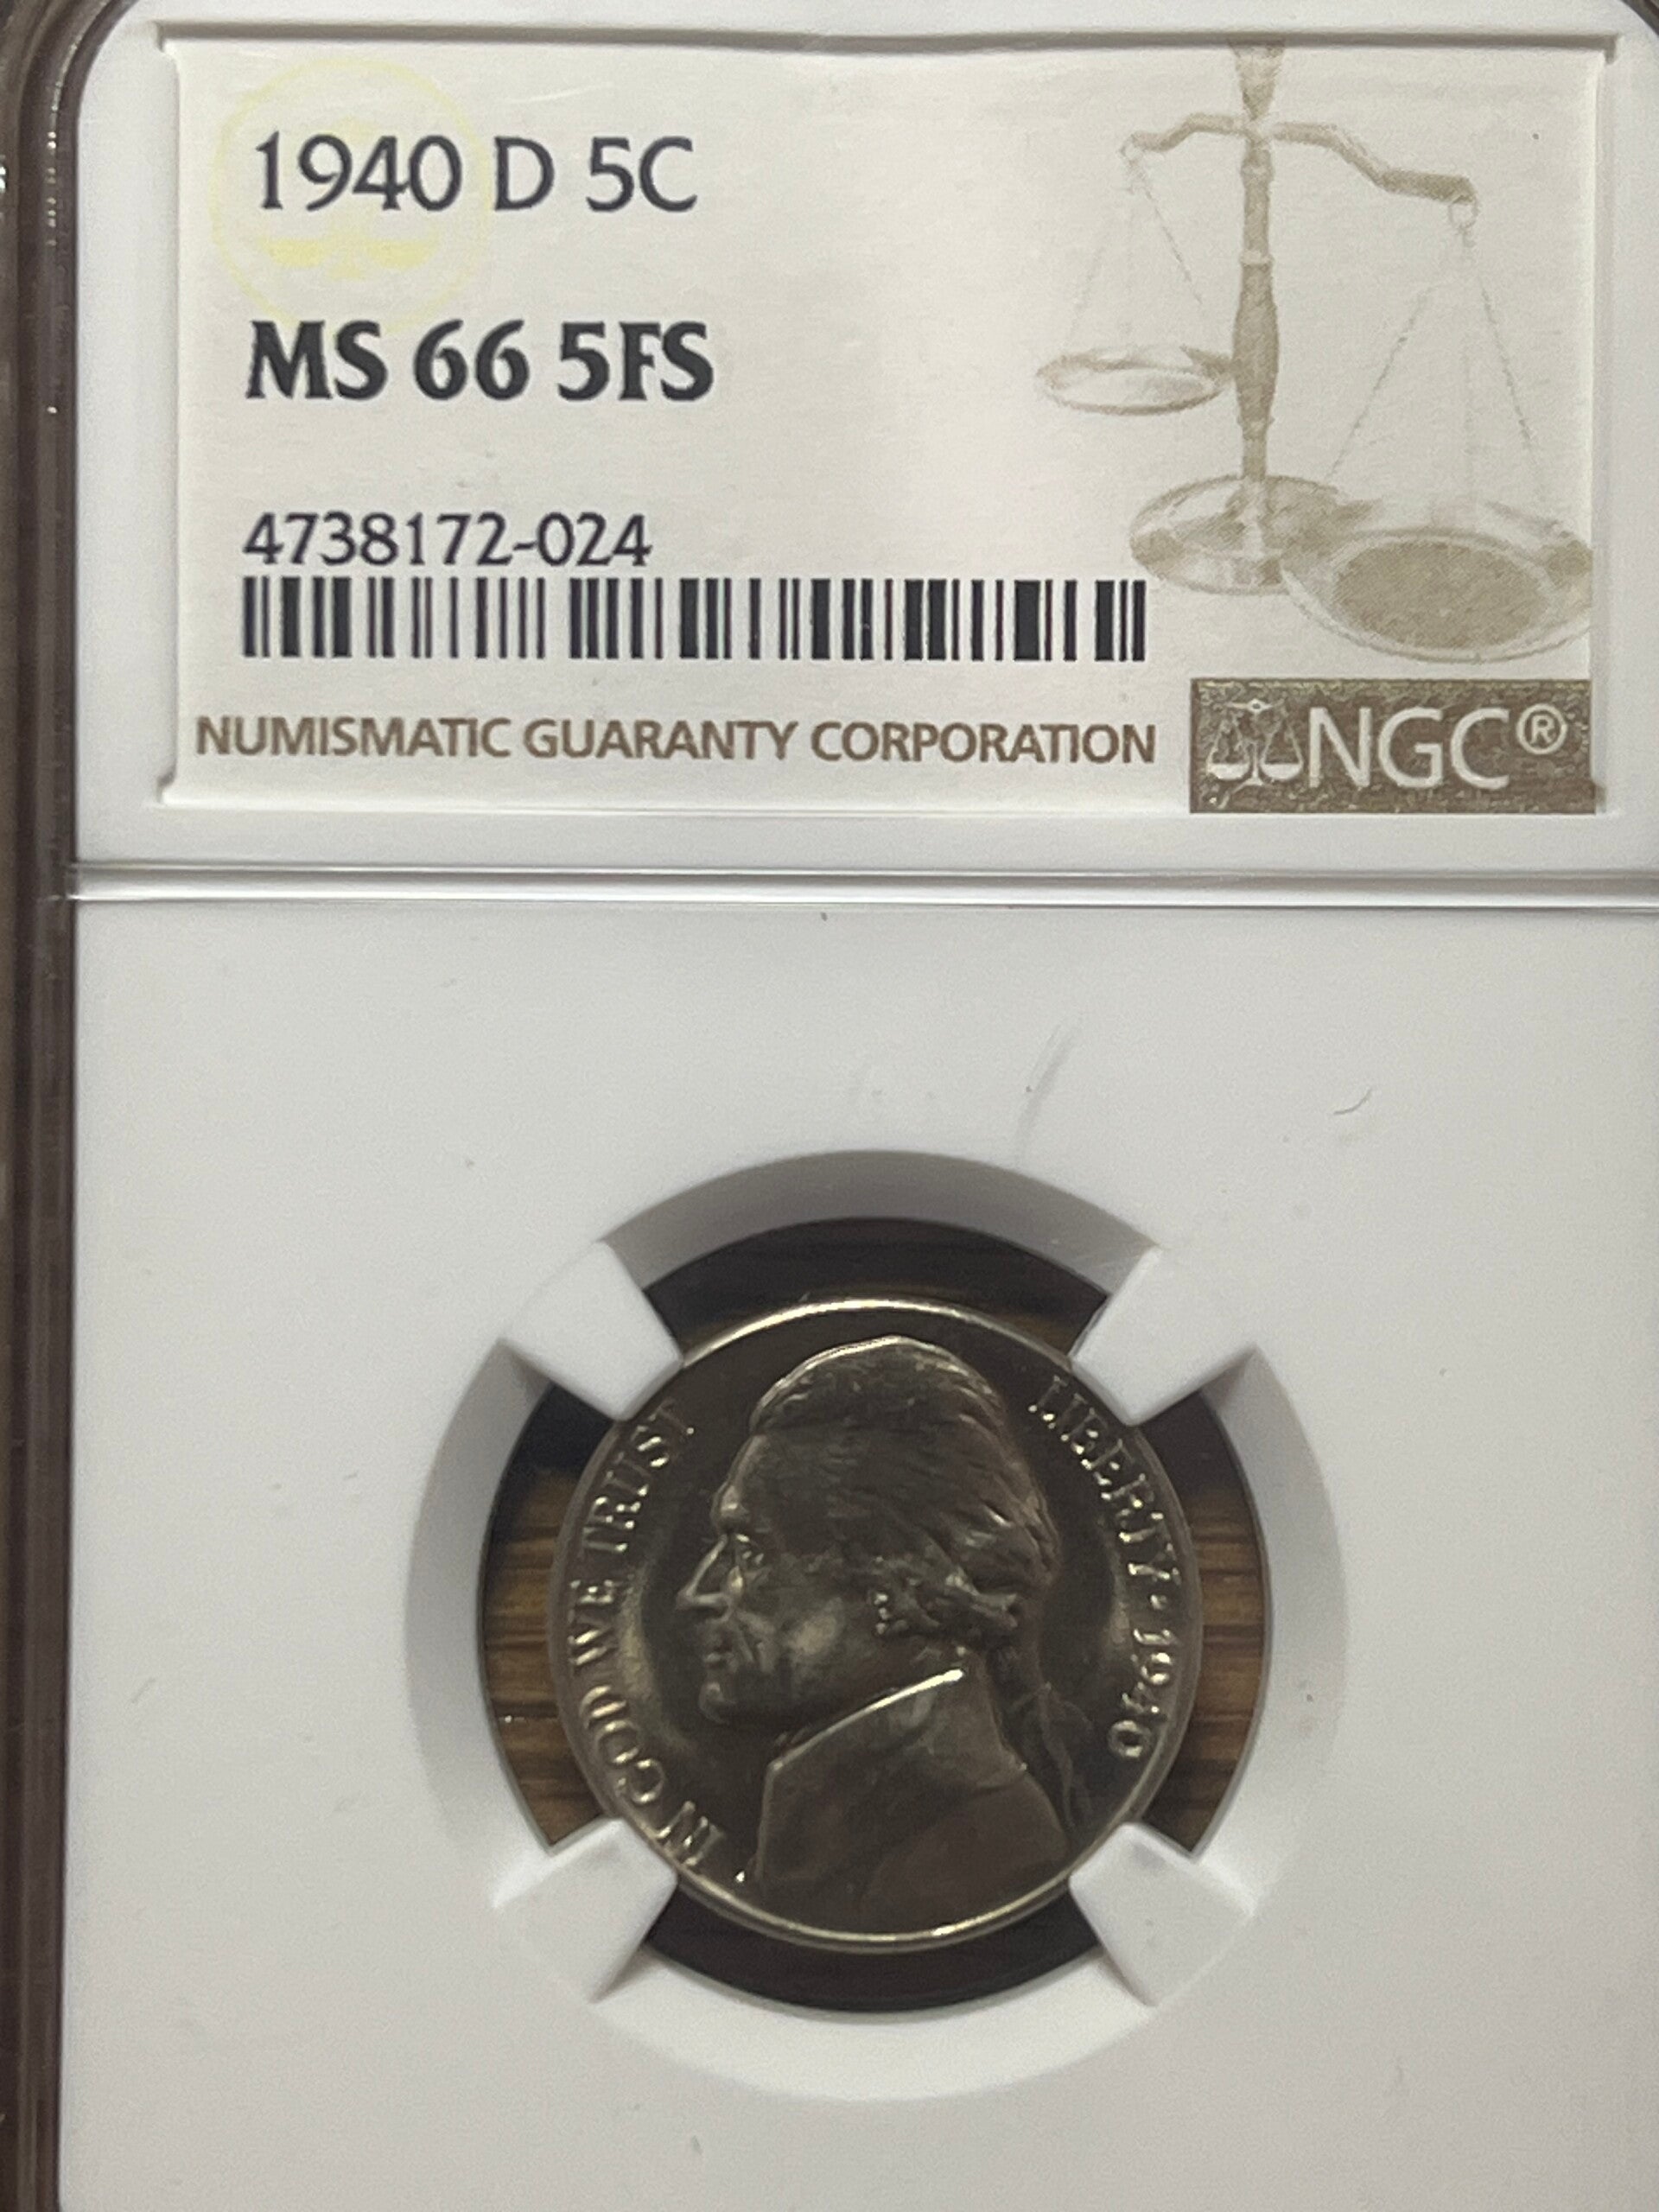 1940 D 5C
MS 66 5FS
4738172-024
NUMISMATIC GUARANTY CORPORATION
NGC®
IN GOD WE TRUST
LIBERTY · 1940